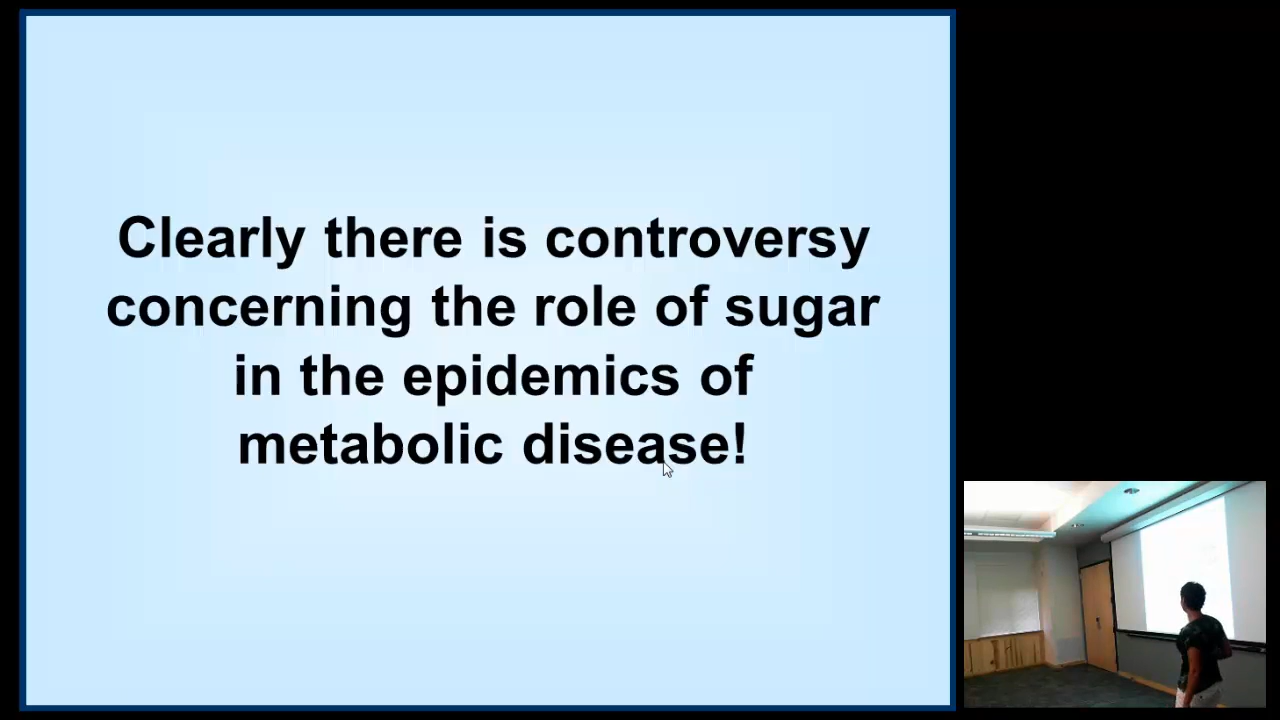 Clearly there is controversy
concerning the role of sugar
in the epidemics of
metabolic disease!